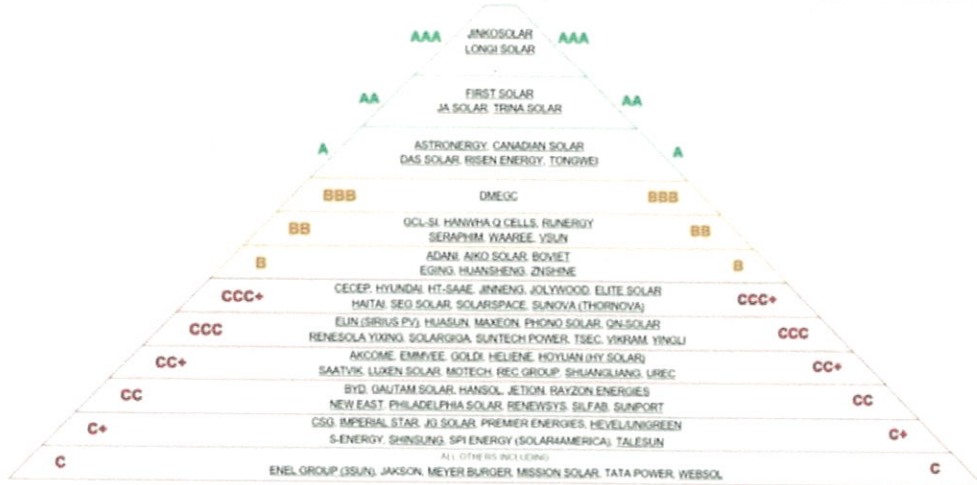 AAA JINKOSOLAR AAA
LONGI SOLAR
FIRST SOLAR
AA JA SOLAR, TRINA SOLAR AA
A ASTRONERGY, CANADIAN SOLAR A
DAS SOLAR, RISEN ENERGY, TONGWEI
BBB DMEGC BBB
GCL-SI, HANWHA Q CELLS, RUNERGY
BB SERAPHIM, WAAREE, VSUN BB
ADANI, AIKO SOLAR, BOVIET
B EGING, HUANSHENG, ZNSHINE B
CECEP, HYUNDAI, HT-SAAE, JINNENG, JOLYWOOD, ELITE SOLAR
CCC+ HAITAI, SEG SOLAR, SOLARSPACE, SUNOVA (THORNOVA) CCC+
ELIN (SIRIUS PV), HUASUN, MAXEON, PHONO SOLAR, QN-SOLAR
CCC RENESOLA YIXING, SOLARGIGA, SUNTECH POWER, TSEC, VIKRAM, YINGLI CCC
AKCOME, EMMVEE, GOLDI, HELIENE, HOYUAN (HY SOLAR)
CC+ SAATVIK, LUXEN SOLAR, MOTECH, REC GROUP, SHUANGLIANG, UREC CC+
BYD, GAUTAM SOLAR, HANSOL, JETION, RAYZON ENERGIES
CC NEW EAST, PHILADELPHIA SOLAR, RENEWSYS, SILFAB, SUNPORT CC
CSG, IMPERIAL STAR, JG SOLAR, PREMIER ENERGIES, HEVEL/UNIGREEN
C+ S-ENERGY, SHINSUNG, SPI ENERGY (SOLAR4AMERICA), TALESUN C+
ALL OTHERS INCLUDING
C ENEL GROUP (3SUN), JAKSON, MEYER BURGER, MISSION SOLAR, TATA POWER, WEBSOL C